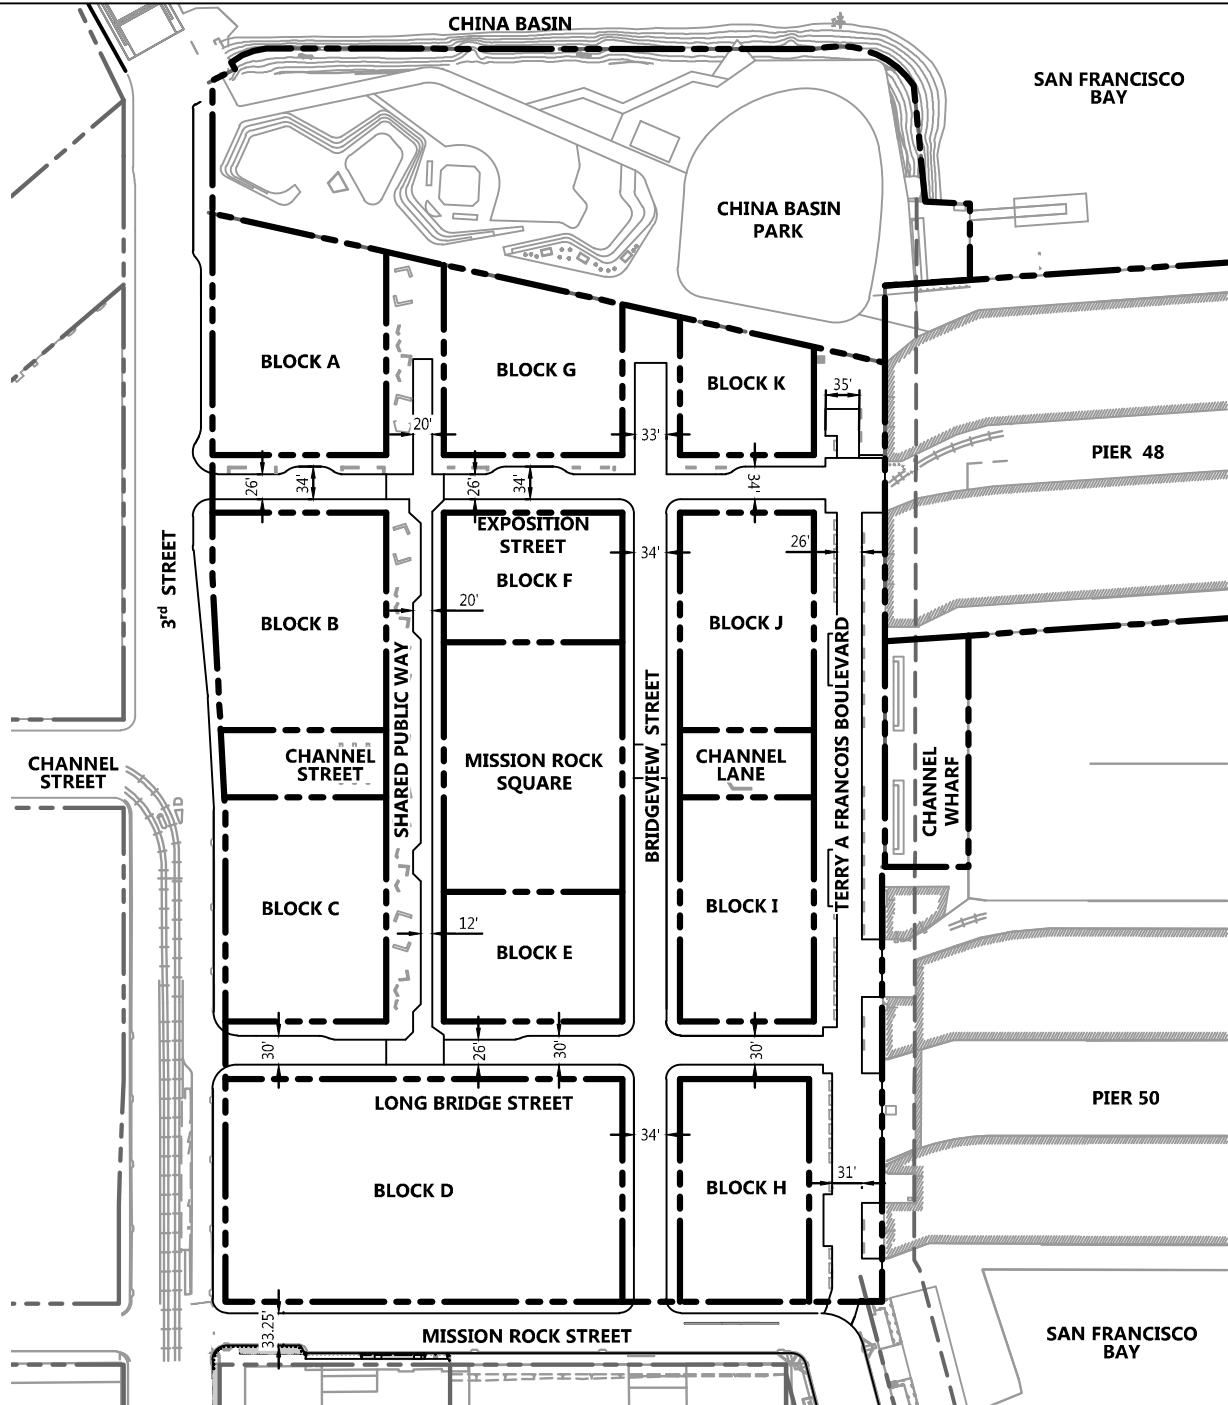 CHINA BASIN
SAN FRANCISCO
BAY
CHINA BASIN
PARK
BLOCK A
BLOCK G
BLOCK K
35'
20'
33'
PIER 48
26'
34'
26'
34'
34'
EXPOSITION
STREET
3rd STREET
34'
26'
BLOCK F
20'
BLOCK B
BLOCK J
SHARED PUBLIC WAY
BRIDGEVIEW STREET
TERRY A FRANCOIS BOULEVARD
CHANNEL
STREET
CHANNEL
STREET
MISSION ROCK
SQUARE
CHANNEL
LANE
CHANNEL
WHARF
BLOCK C
BLOCK I
12'
BLOCK E
30'
26'
30'
30'
LONG BRIDGE STREET
PIER 50
34'
31'
BLOCK D
BLOCK H
33.25'
MISSION ROCK STREET
SAN FRANCISCO
BAY